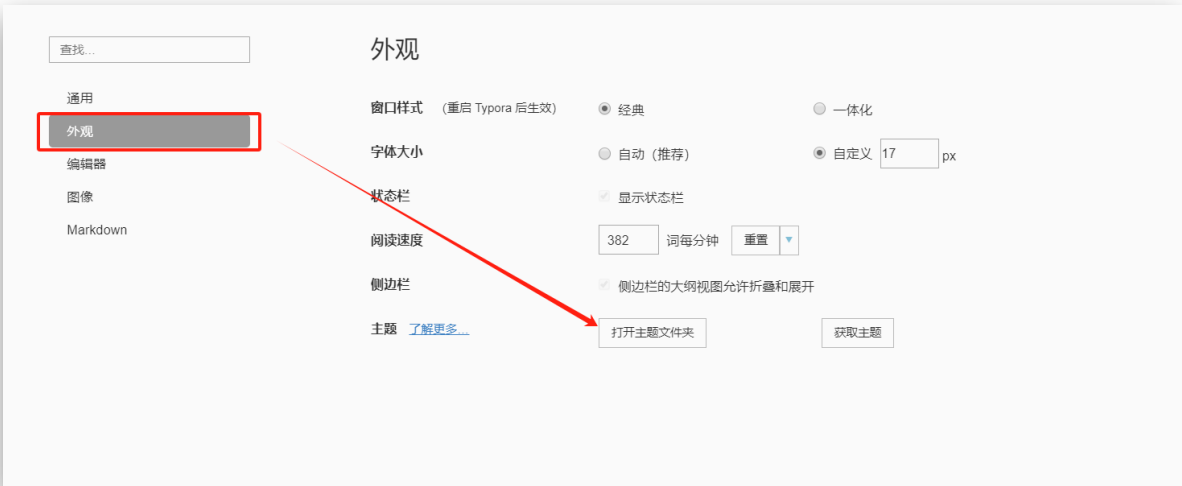 查找...
通用
外观
编辑器
图像
Markdown
外观
窗口样式 （重启 Typora 后生效） 经典 一体化
字体大小 自动（推荐） 自定义 17 px
状态栏 显示状态栏
阅读速度 382 词每分钟 重置
侧边栏 侧边栏的大纲视图允许折叠和展开
主题 了解更多... 打开主题文件夹 获取主题